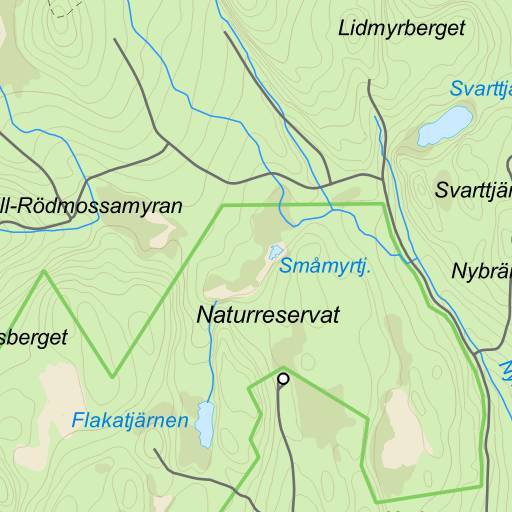 Lidmyrberget
Svarttjä
Svarttjär
ll-Rödmossamyran
Småmyrtj.
Nybrän
Naturreservat
sberget
Flakatjärnen